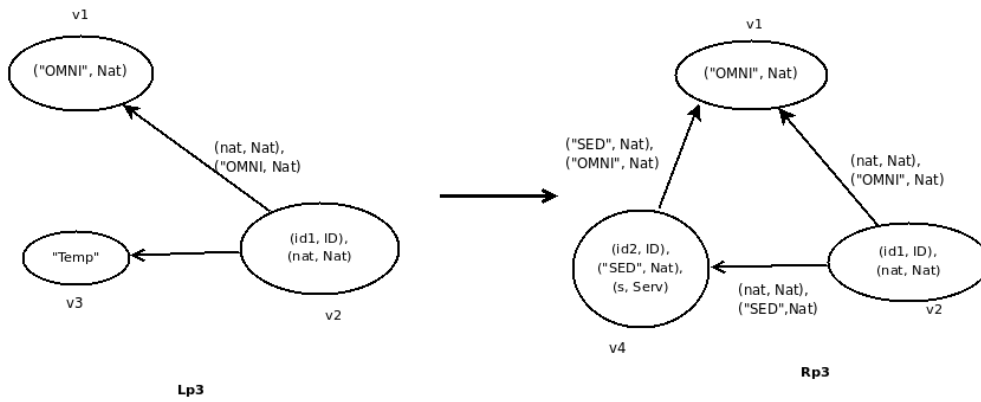 v1
("OMNI", Nat)
(nat, Nat),
("OMNI, Nat)
"Temp"
v3
(id1, ID),
(nat, Nat)
v2
Lp3
v1
("OMNI", Nat)
("SED", Nat),
("OMNI", Nat)
(nat, Nat),
("OMNI", Nat)
(id2, ID),
("SED", Nat),
(s, Serv)
v4
(id1, ID),
(nat, Nat)
v2
(nat, Nat),
("SED",Nat)
Rp3